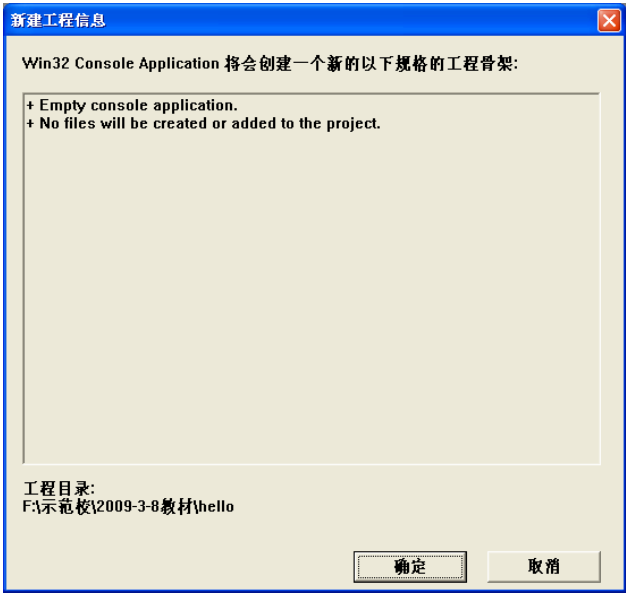 新建工程信息
Win32 Console Application 将会创建一个新的以下规格的工程骨架:
+ Empty console application.
+ No files will be created or added to the project.
工程目录:
F:\示范校\2009-3-8教材\hello
确定
取消